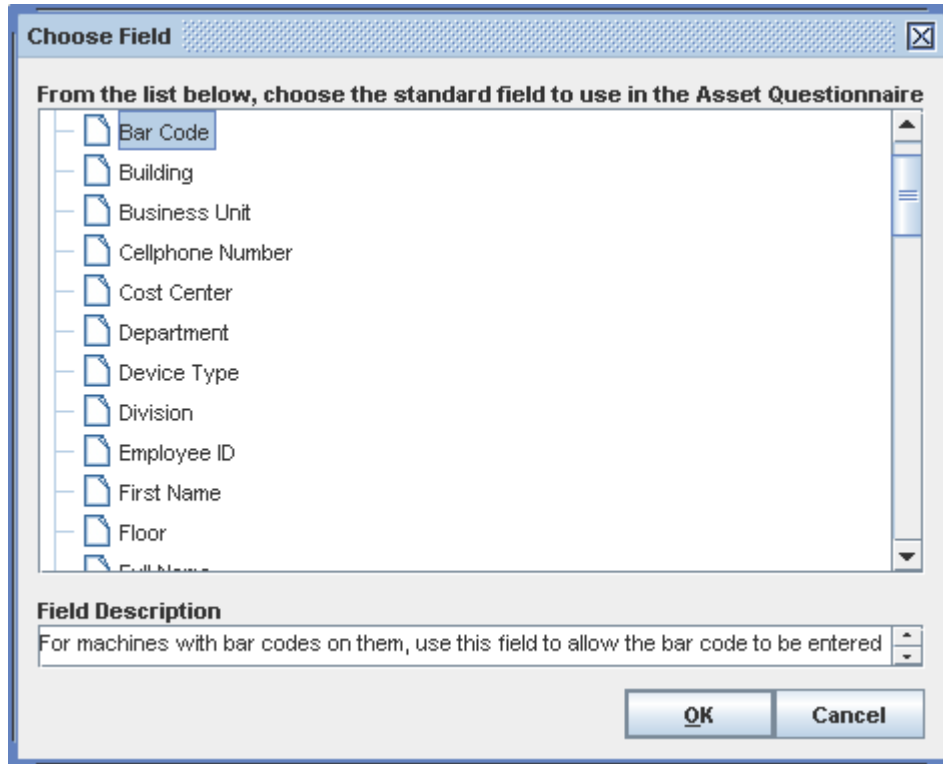 Choose Field
From the list below, choose the standard field to use in the Asset Questionnaire
Bar Code
Building
Business Unit
Cellphone Number
Cost Center
Department
Device Type
Division
Employee ID
First Name
Floor
Full Name
Field Description
For machines with bar codes on them, use this field to allow the bar code to be entered
OK
Cancel